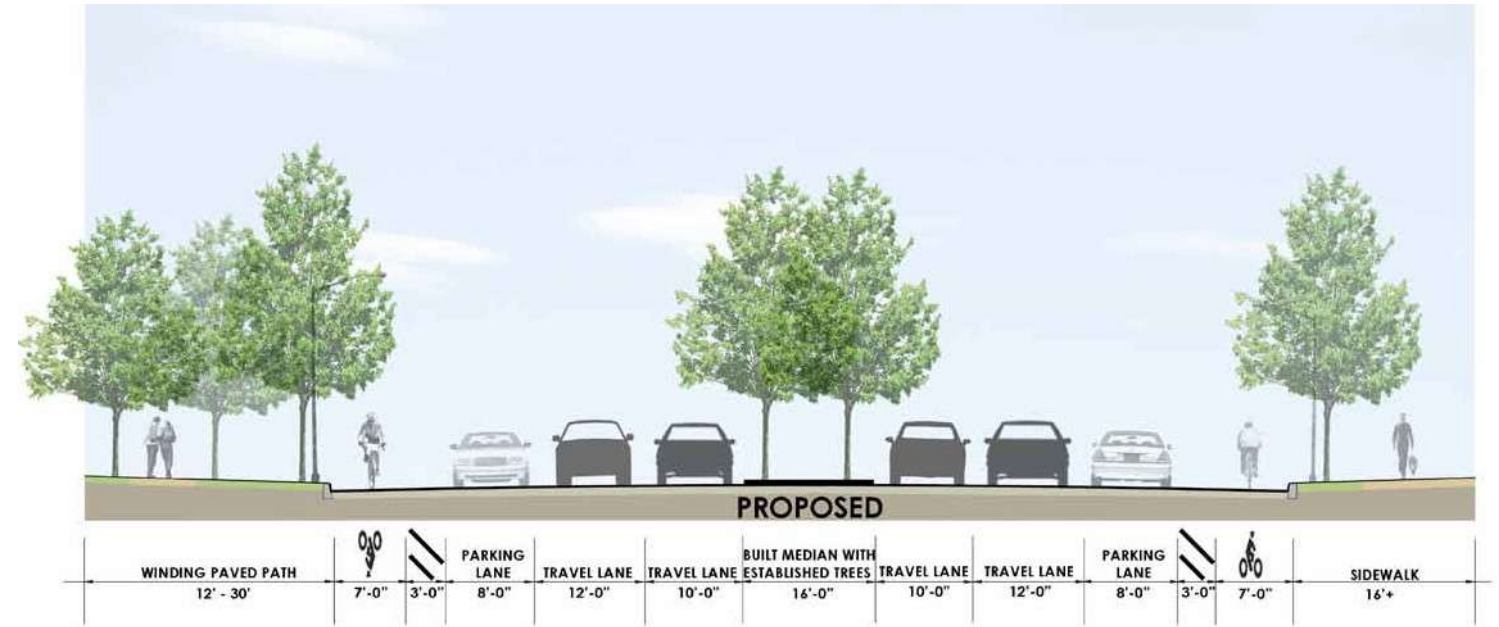 PROPOSED
WINDING PAVED PATH
12' - 30'
7'-0"
3'-0"
PARKING
LANE
8'-0"
TRAVEL LANE
12'-0"
TRAVEL LANE
10'-0"
BUILT MEDIAN WITH
ESTABLISHED TREES
16'-0"
TRAVEL LANE
10'-0"
TRAVEL LANE
12'-0"
PARKING
LANE
8'-0"
3'-0"
7'-0"
SIDEWALK
16'+